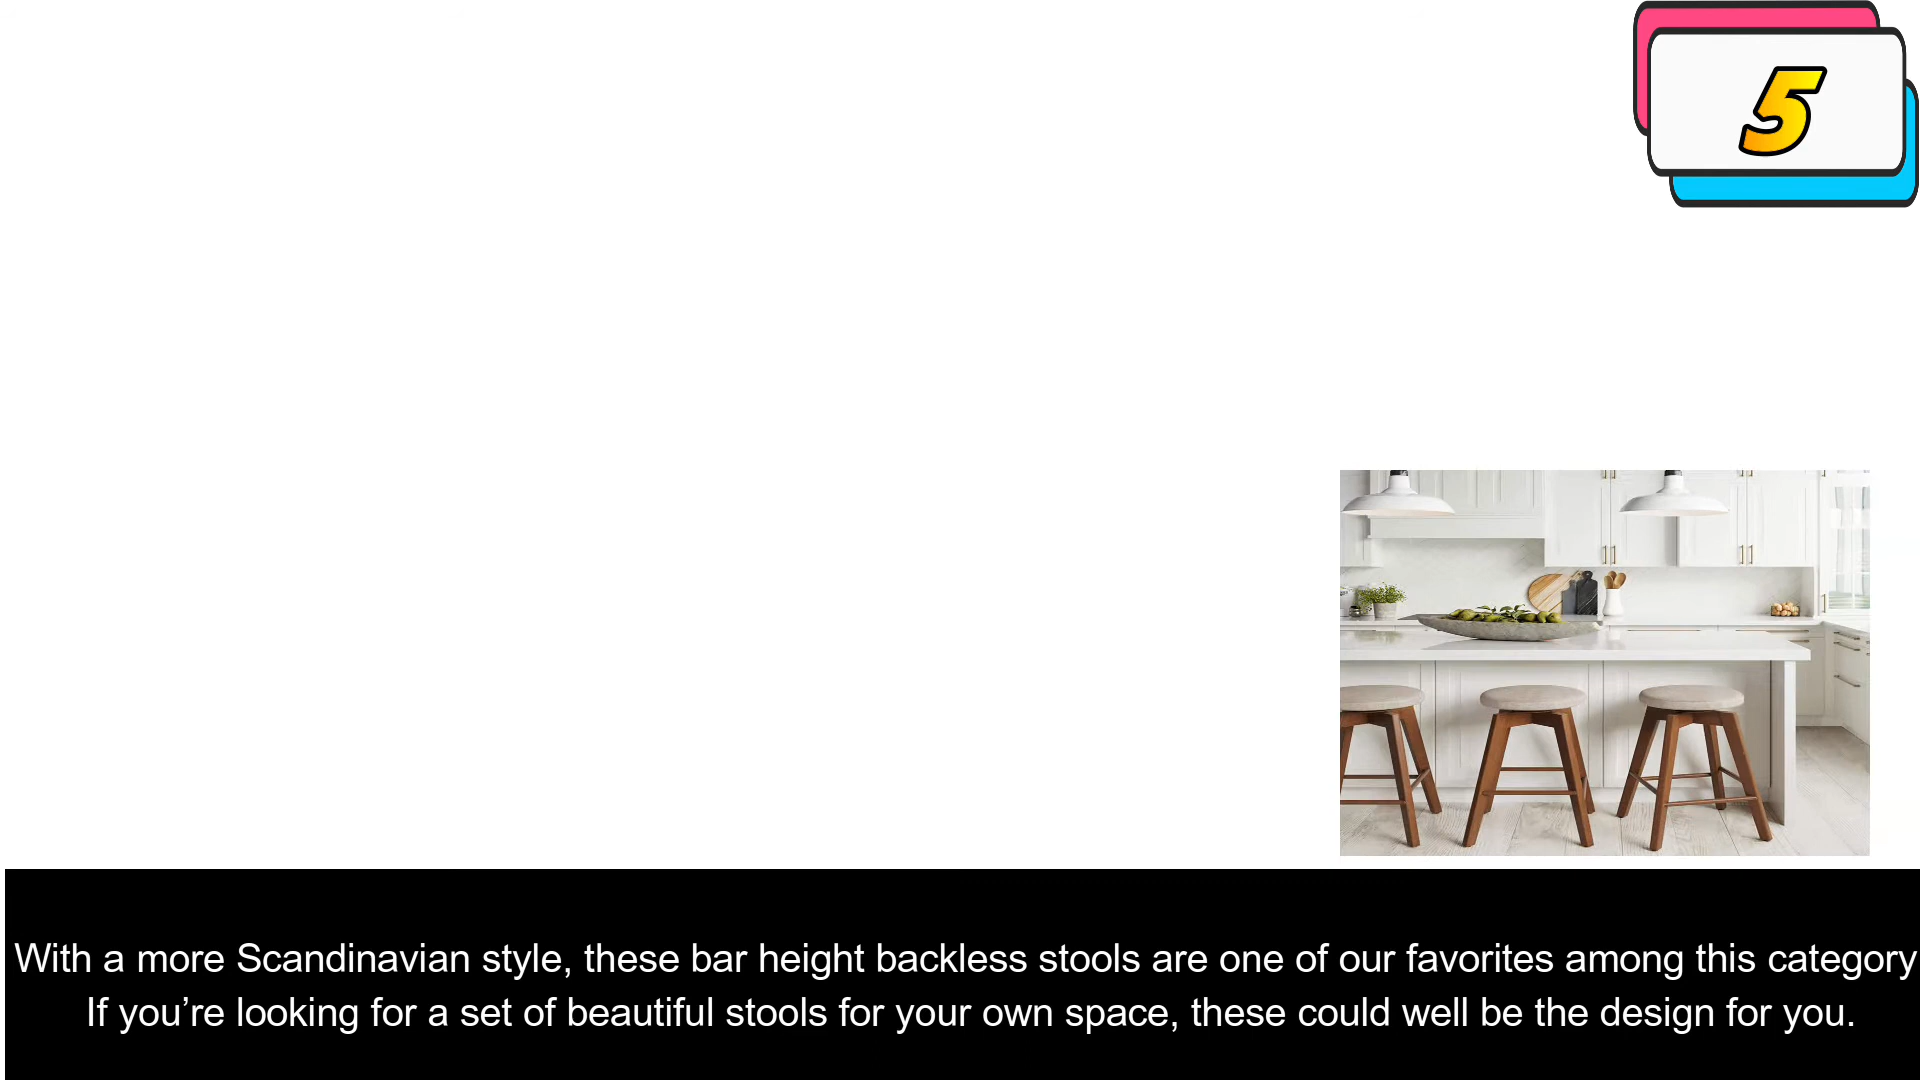 5
With a more Scandinavian style, these bar height backless stools are one of our favorites among this category
If you’re looking for a set of beautiful stools for your own space, these could well be the design for you.